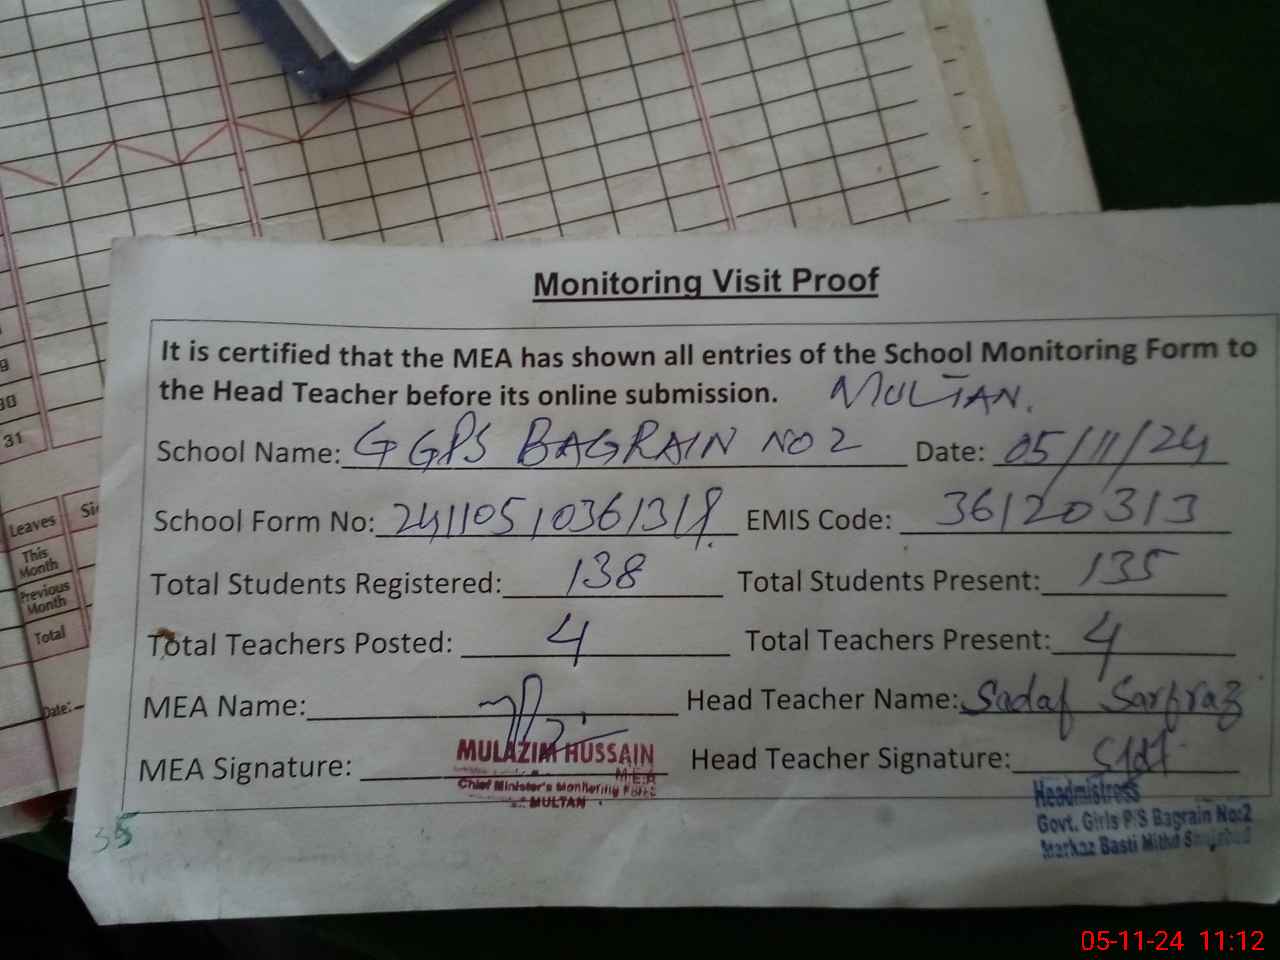 9
30
31
Leaves
This Month
Previous Month
Total
Date:
Monitoring Visit Proof
It is certified that the MEA has shown all entries of the School Monitoring Form to
the Head Teacher before its online submission. MULTAN.
School Name: GGPS BAGRAIN NO 2 Date: 05/11/24
School Form No: 24110510361318 EMIS Code: 36120313
Total Students Registered: 138 Total Students Present: 135
Total Teachers Posted: 4 Total Teachers Present: 4
MEA Name: Head Teacher Name: Sadaf Sarfraz
MEA Signature: Head Teacher Signature:
MULAZIM HUSSAIN
M.E.A
Chief Minister's Monitoring Force
MULTAN
Headmistress
Govt. Girls P/S Bagrain No:2
Markaz Basti Mithu
35
05-11-24 11:12